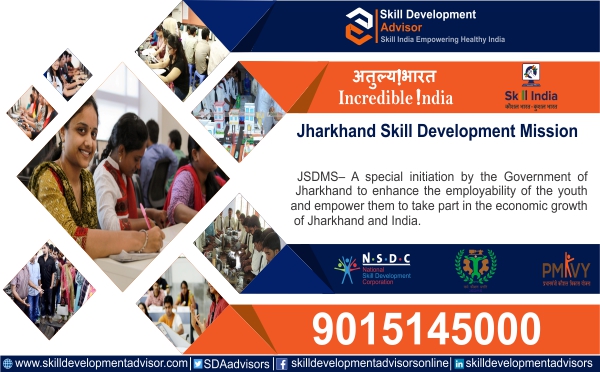 Skill Development
Advisor
Skill India Empowering Healthy India
अतुल्य!भारत
Incredible!ndia
Skill India
कौशल भारत - कुशल भारत
Jharkhand Skill Development Mission
JSDMS– A special initiation by the Government of
Jharkhand to enhance the employability of the youth
and empower them to take part in the economic growth
of Jharkhand and India.
N·S·D·C
National
Skill Development
Corporation
PMKVY
9015145000
www.skilldevelopmentadvisor.com
SDAadvisors
skilldevelopmentadvisorsonline
skilldevelopmentadvisors